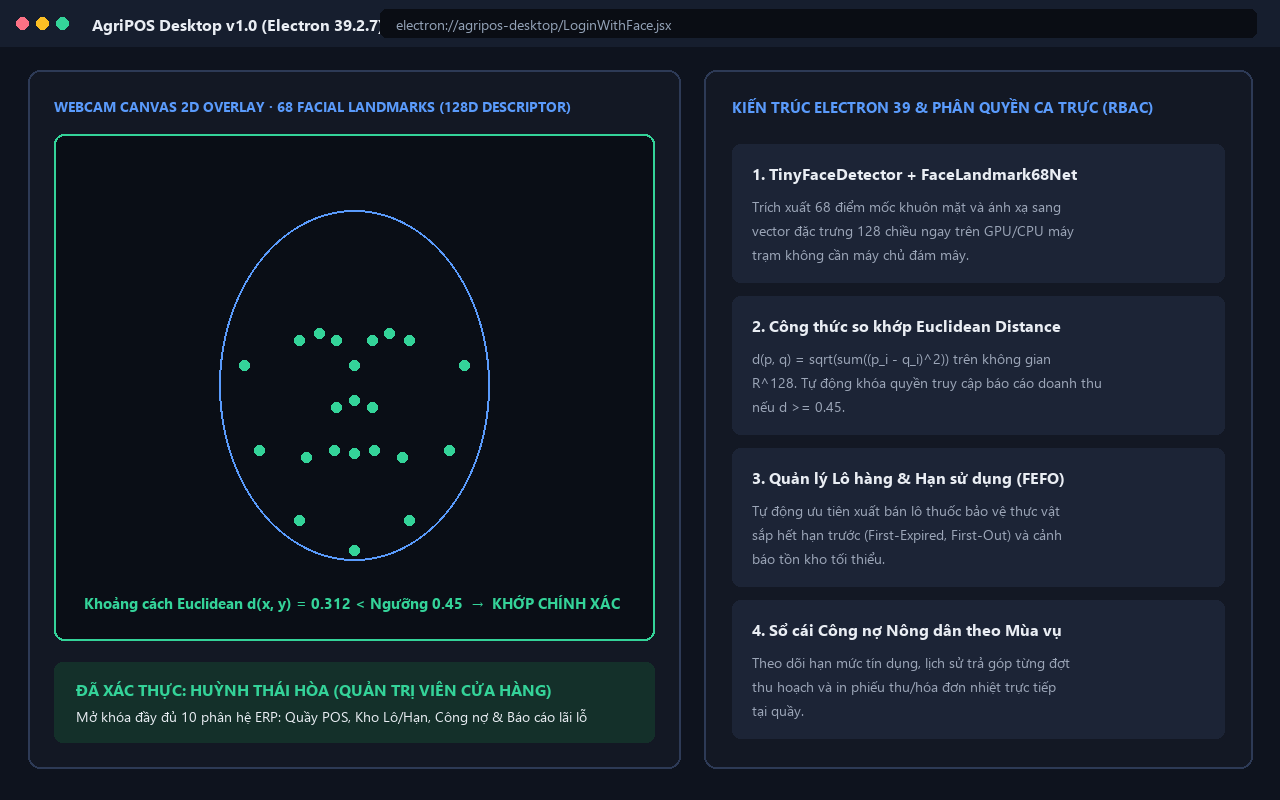 AgriPOS Desktop v1.0 (Electron 39.2.7)
electron://agripos-desktop/LoginWithFace.jsx
WEBCAM CANVAS 2D OVERLAY · 68 FACIAL LANDMARKS (128D DESCRIPTOR)
Khoảng cách Euclidean d(x, y) = 0.312 < Ngưỡng 0.45 → KHỚP CHÍNH XÁC
ĐÃ XÁC THỰC: HUỲNH THÁI HÒA (QUẢN TRỊ VIÊN CỬA HÀNG)
Mở khóa đầy đủ 10 phân hệ ERP: Quầy POS, Kho Lô/Hạn, Công nợ & Báo cáo lãi lỗ
KIẾN TRÚC ELECTRON 39 & PHÂN QUYỀN CA TRỰC (RBAC)
1. TinyFaceDetector + FaceLandmark68Net
Trích xuất 68 điểm mốc khuôn mặt và ánh xạ sang
vector đặc trưng 128 chiều ngay trên GPU/CPU máy
trạm không cần máy chủ đám mây.
2. Công thức so khớp Euclidean Distance
d(p, q) = sqrt(sum((p_i - q_i)^2)) trên không gian
R^128. Tự động khóa quyền truy cập báo cáo doanh thu
nếu d >= 0.45.
3. Quản lý Lô hàng & Hạn sử dụng (FEFO)
Tự động ưu tiên xuất bán lô thuốc bảo vệ thực vật
sắp hết hạn trước (First-Expired, First-Out) và cảnh
báo tồn kho tối thiểu.
4. Sổ cái Công nợ Nông dân theo Mùa vụ
Theo dõi hạn mức tín dụng, lịch sử trả góp từng đợt
thu hoạch và in phiếu thu/hóa đơn nhiệt trực tiếp
tại quầy.